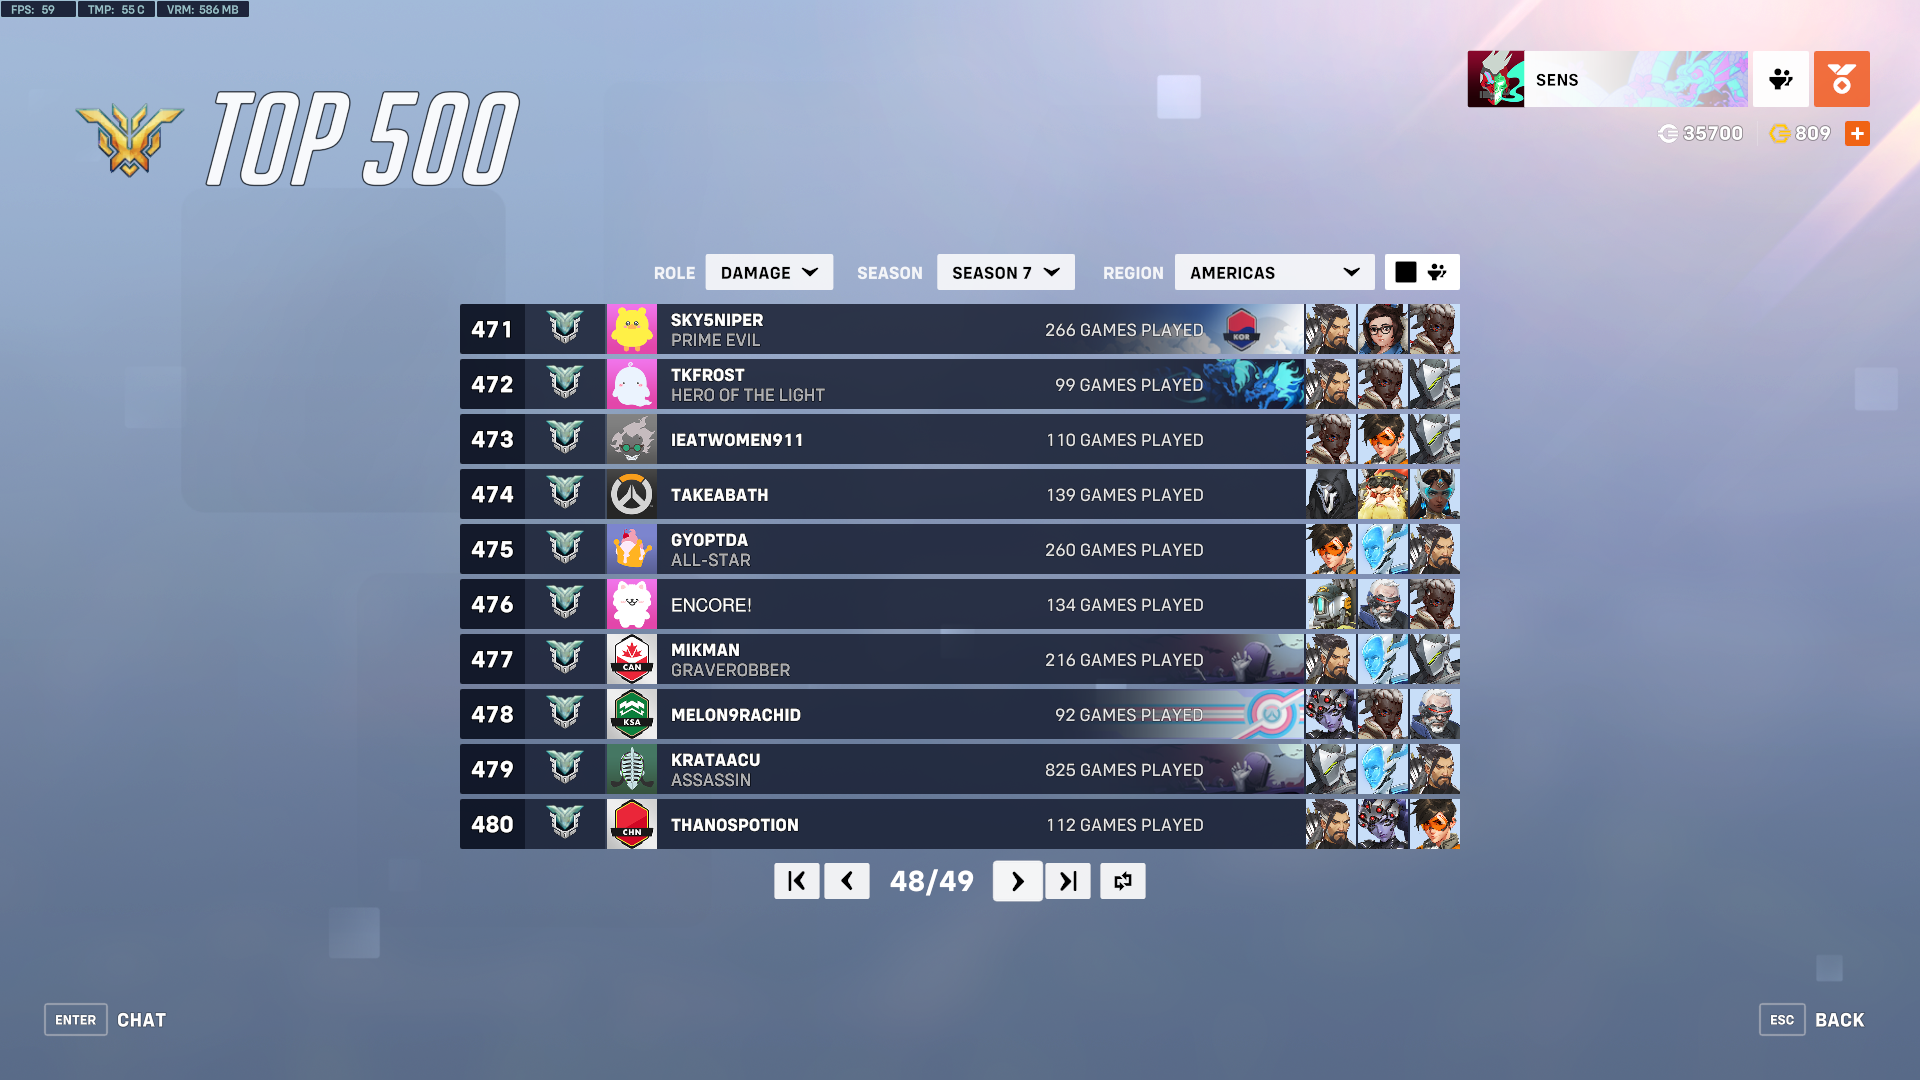 FPS: 59 TMP: 55 C VRM: 586 MB
SENS
TOP 500
35700 809
ROLE DAMAGE SEASON SEASON 7 REGION AMERICAS
471 SKY5NIPER PRIME EVIL 266 GAMES PLAYED KOR
472 TKFROST HERO OF THE LIGHT 99 GAMES PLAYED
473 IEATWOMEN911 110 GAMES PLAYED
474 TAKEABATH 139 GAMES PLAYED
475 GYOPTDA ALL-STAR 260 GAMES PLAYED
476 ENCORE! 134 GAMES PLAYED
477 CAN MIKMAN GRAVEROBBER 216 GAMES PLAYED
478 KSA MELON9RACHID 92 GAMES PLAYED
479 KRATAACU ASSASSIN 825 GAMES PLAYED
480 CHN THANOSPOTION 112 GAMES PLAYED
48/49
ENTER CHAT
ESC BACK